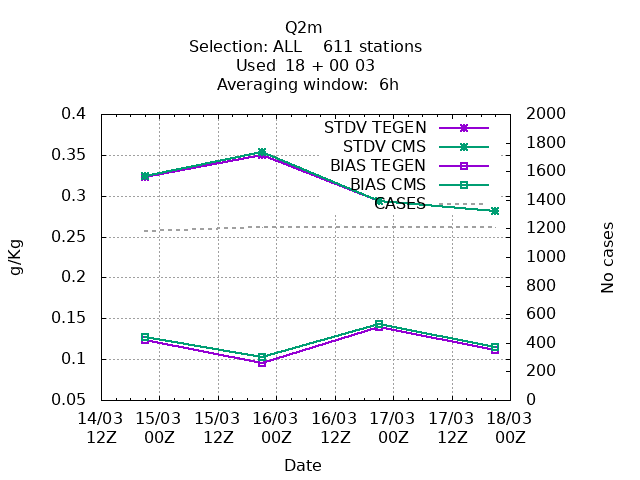 Q2m
Selection: ALL    611 stations
Used  18 + 00 03
Averaging window:  6h
0.4
0.35
0.3
0.25
0.2
0.15
0.1
0.05
g/Kg
STDV TEGEN
STDV CMS
BIAS TEGEN
BIAS CMS
CASES
2000
1800
1600
1400
1200
1000
800
600
400
200
0
No cases
14/03 15/03 15/03 16/03 16/03 17/03 17/03 18/03
12Z 00Z 12Z 00Z 12Z 00Z 12Z 00Z
Date